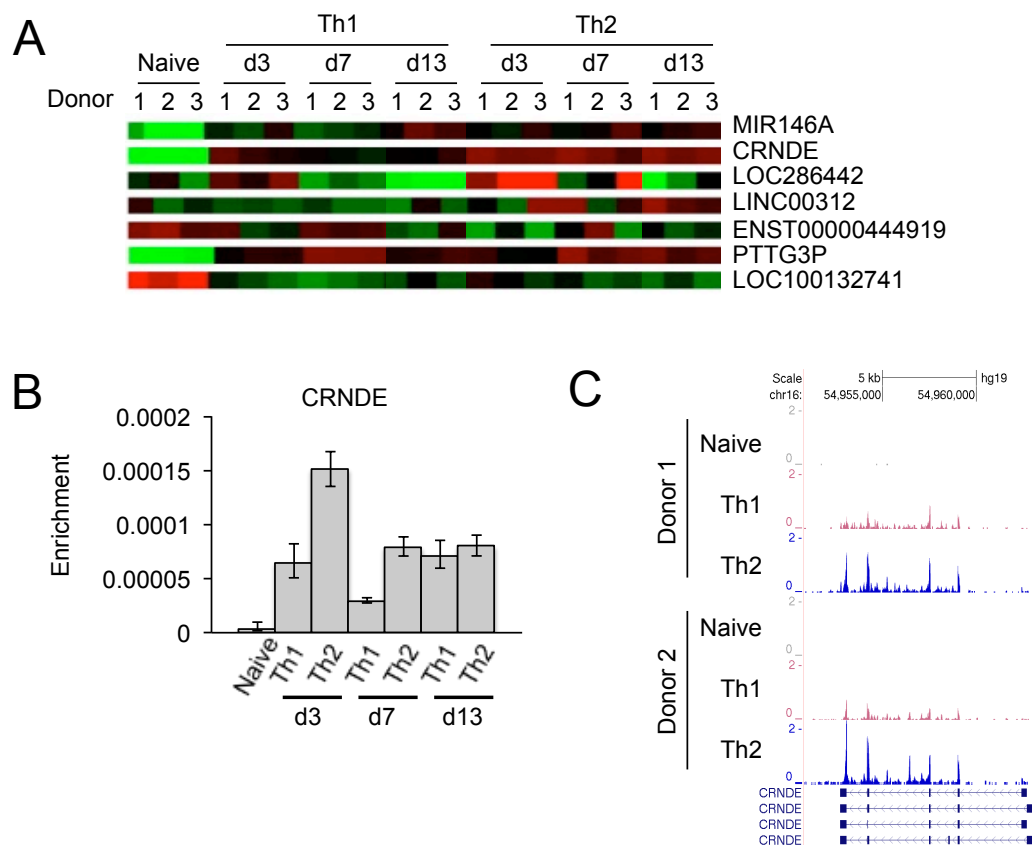 A
Th1 Th2
Naive d3 d7 d13 d3 d7 d13
Donor 1 2 3 1 2 3 1 2 3 1 2 3 1 2 3 1 2 3 1 2 3
MIR146A
CRNDE
LOC286442
LINC00312
ENST00000444919
PTTG3P
LOC100132741
B
CRNDE
Enrichment
0.0002
0.00015
0.0001
0.00005
0
Naive Th1 Th2 Th1 Th2 Th1 Th2
d3 d7 d13
C
Scale 5 kb hg19
chr16: 54,955,000 54,960,000
Donor 1
Naive
2 -
0 _
Th1
2 -
0 _
Th2
2 -
0 _
Donor 2
Naive
2 -
0 _
Th1
2 -
0 _
Th2
2 -
0 _
CRNDE
CRNDE
CRNDE
CRNDE